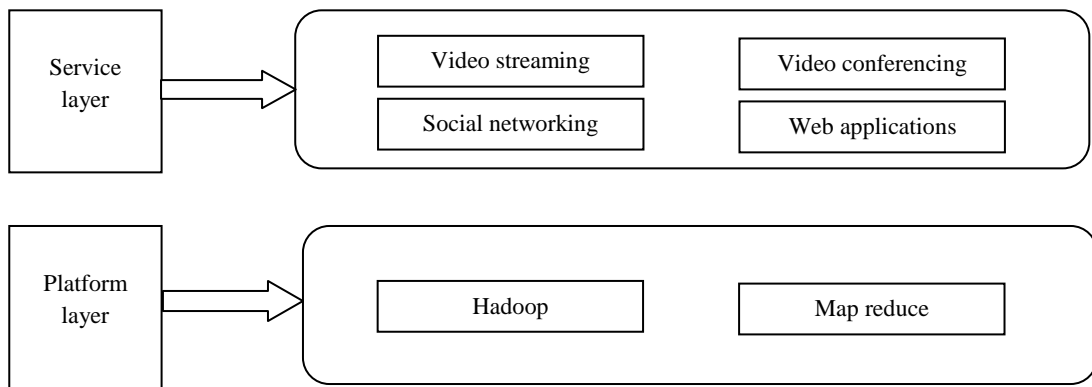 Service
layer
Video streaming
Video conferencing
Social networking
Web applications
Platform
layer
Hadoop
Map reduce